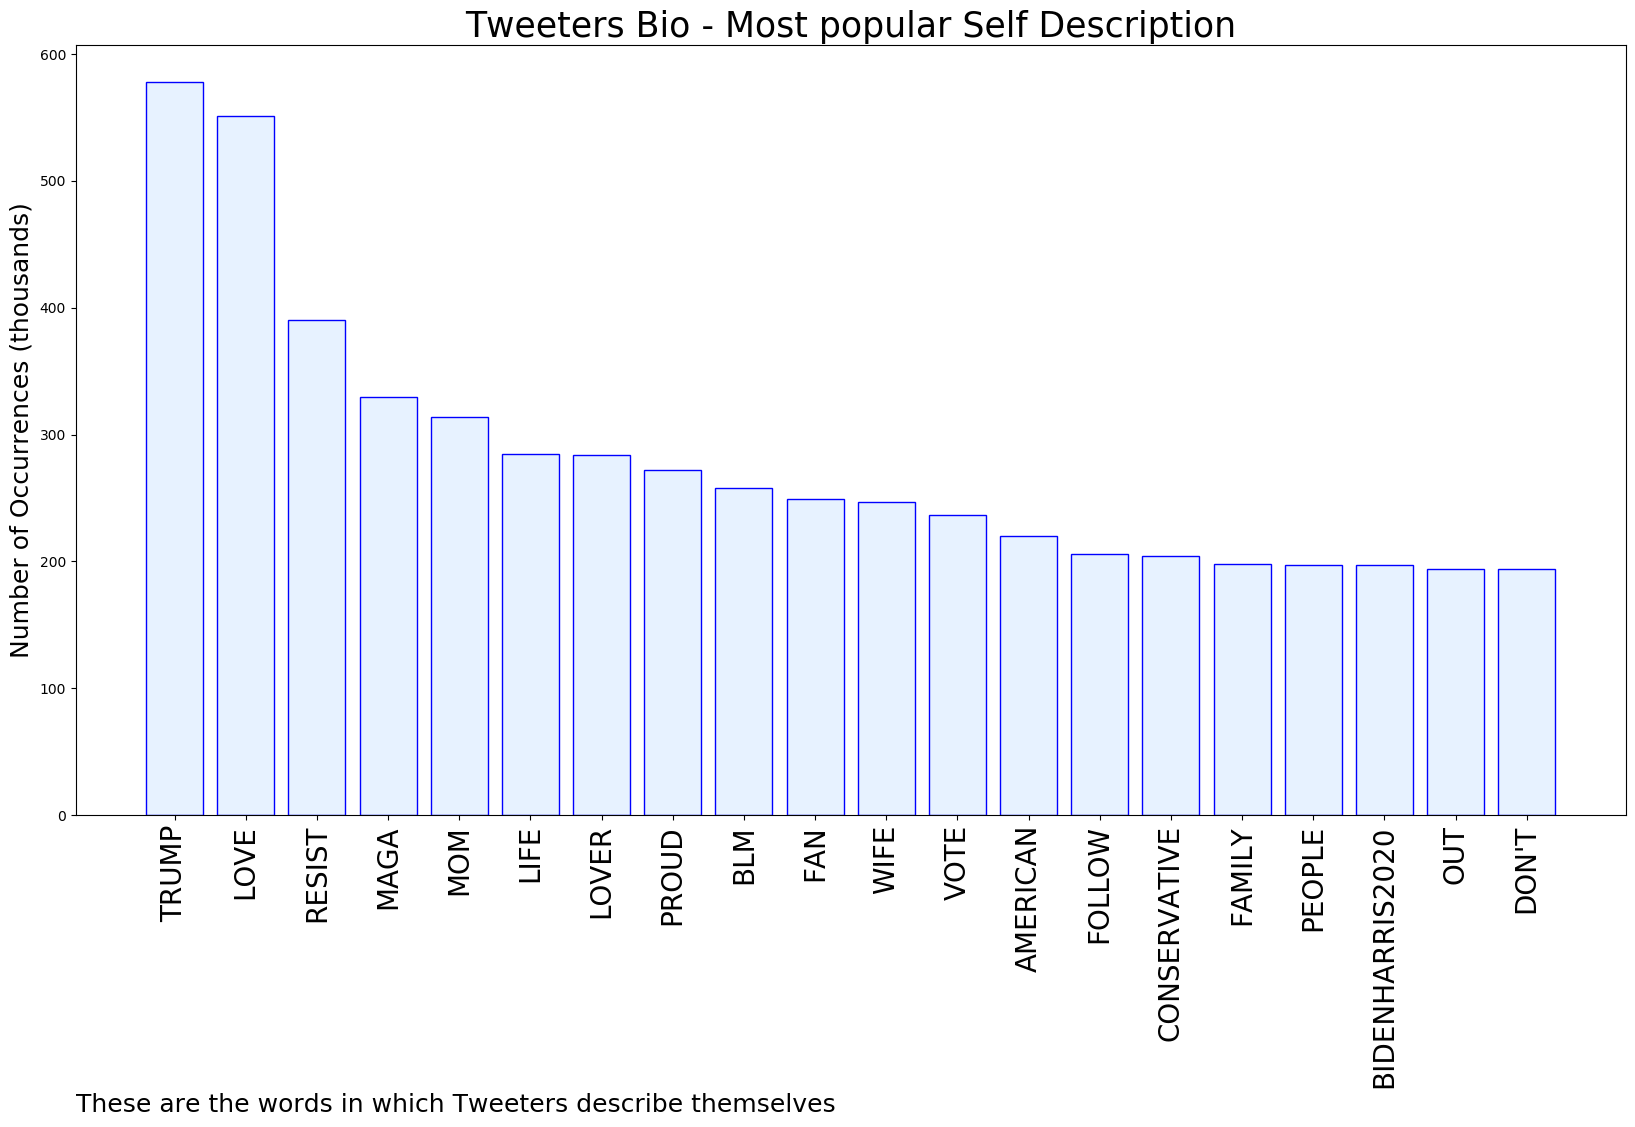 Tweeters Bio - Most popular Self Description
Number of Occurrences (thousands)
600
500
400
300
200
100
0
TRUMP
LOVE
RESIST
MAGA
MOM
LIFE
LOVER
PROUD
BLM
FAN
WIFE
VOTE
AMERICAN
FOLLOW
CONSERVATIVE
FAMILY
PEOPLE
BIDENHARRIS2020
OUT
DON'T
These are the words in which Tweeters describe themselves